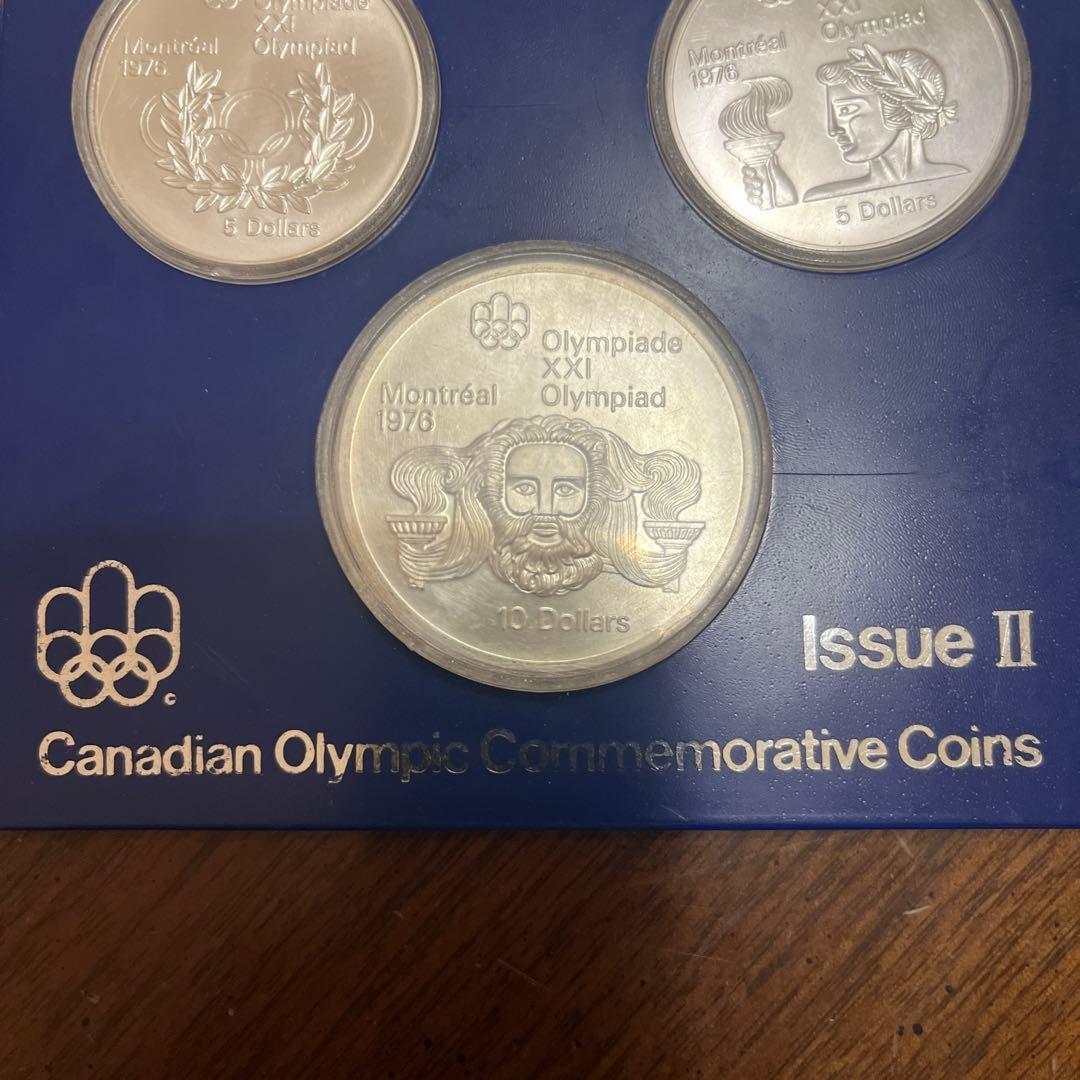 Olympiade
XXI
Olympiad
Montréal
1976
5 Dollars
XXI
Olympiad
Montréal
1976
5 Dollars
Olympiade
XXI
Olympiad
Montréal
1976
10 Dollars
Issue II
Canadian Olympic Commemorative Coins